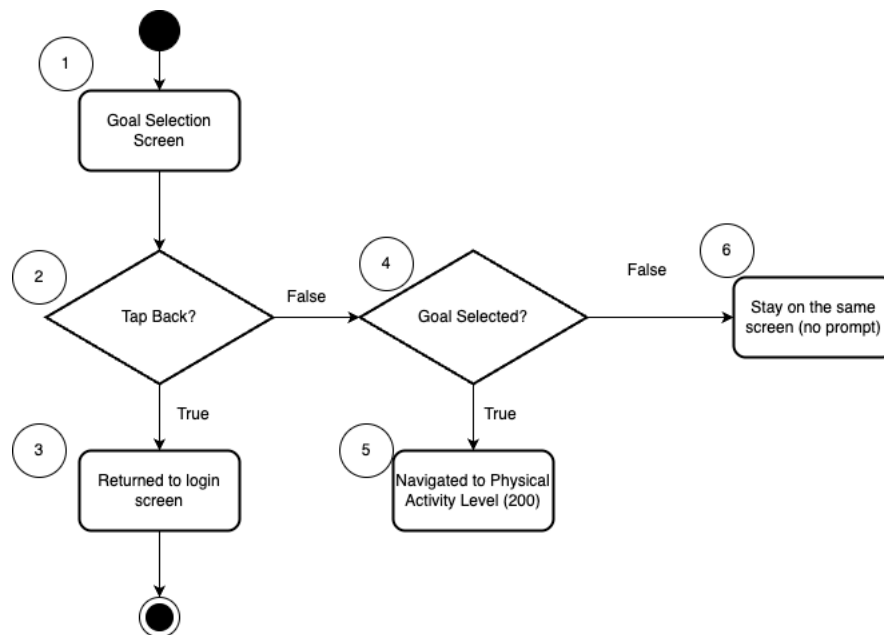 1
Goal Selection
Screen
2
Tap Back?
False
4
Goal Selected?
False
6
Stay on the same
screen (no prompt)
True
True
3
Returned to login
screen
5
Navigated to Physical
Activity Level (200)